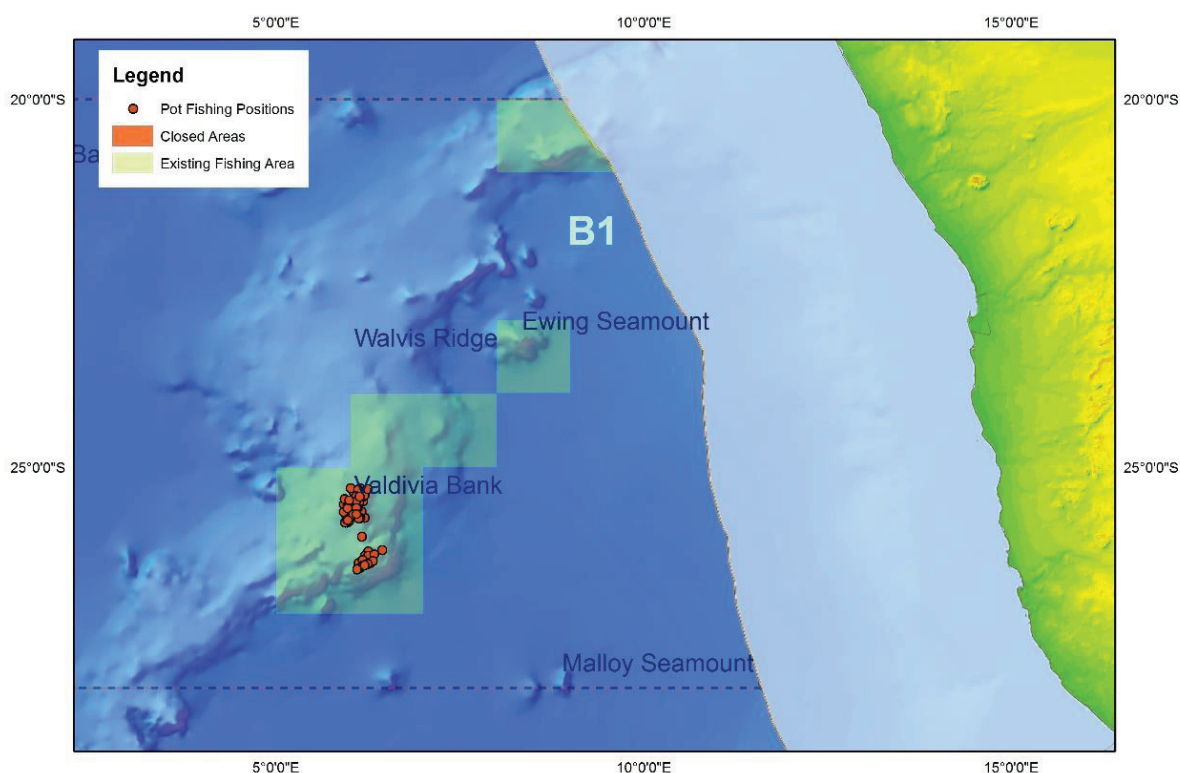 5°0'0"E 10°0'0"E 15°0'0"E
Legend
Pot Fishing Positions
Closed Areas
Existing Fishing Area
20°0'0"S 20°0'0"S
Ba
B1
Ewing Seamount
Walvis Ridge
25°0'0"S 25°0'0"S
Valdivia Bank
Malloy Seamount
5°0'0"E 10°0'0"E 15°0'0"E